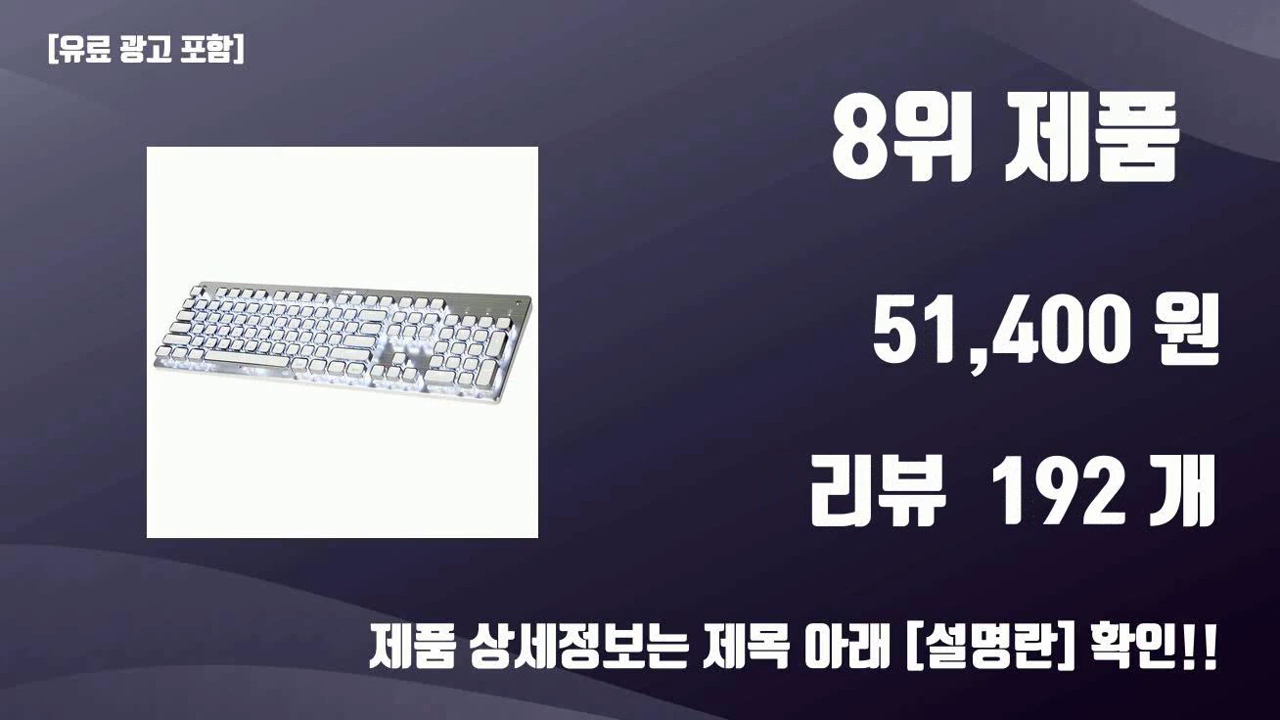 [유료 광고 포함]
8위 제품
51,400 원
리뷰 192 개
제품 상세정보는 제목 아래 [설명란] 확인!!